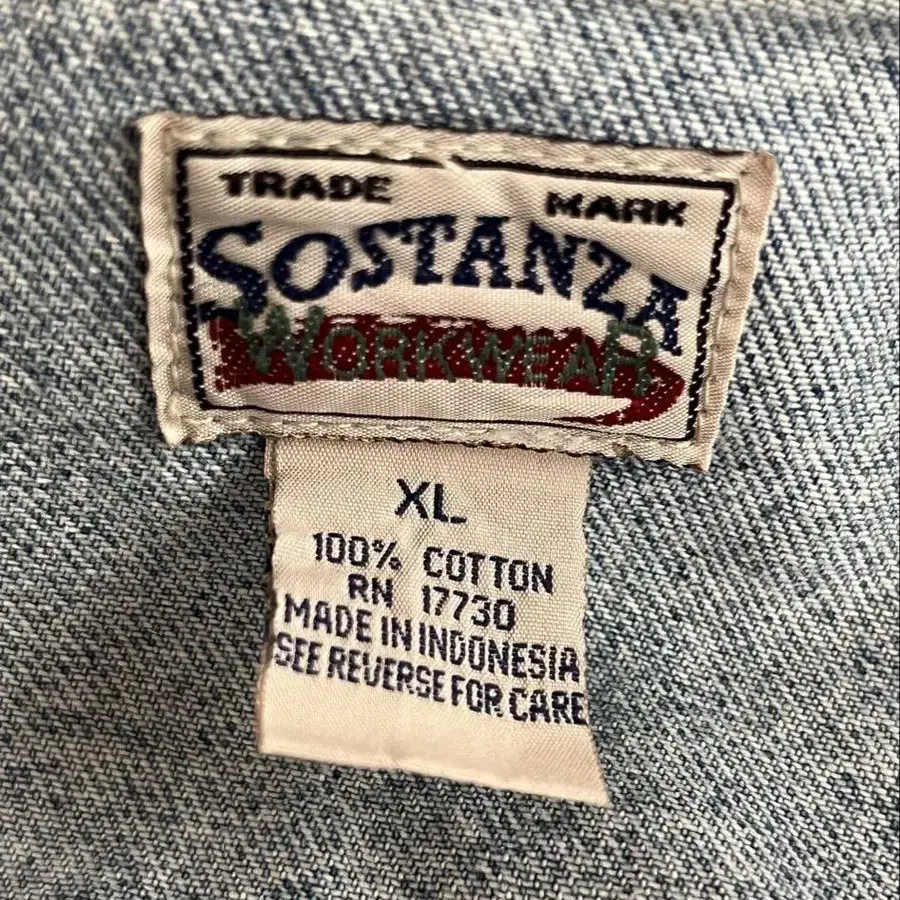 TRADE MARK
SOSTANZA
WORKWEAR
XL
100% COTTON
RN 17730
MADE IN INDONESIA
SEE REVERSE FOR CARE